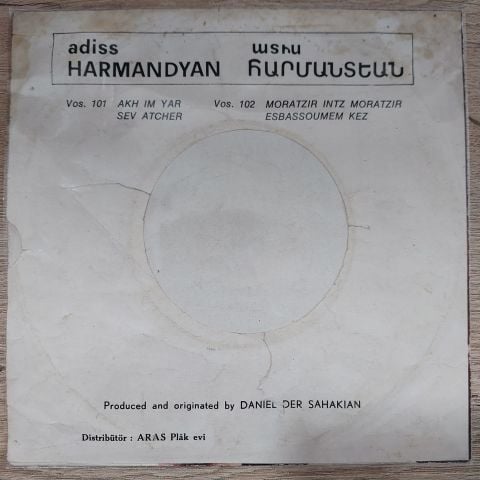 adiss ատիս
HARMANDYAN ՃԱՐՄԱՆՏԵԱՆ
Vos. 101 AKH IM YAR Vos. 102 MORATZIR INTZ MORATZIR
SEV ATCHER ESBASSOUMEM KEZ
Produced and originated by DANIEL DER SAHAKIAN
Distribütör : ARAS Plâk evi